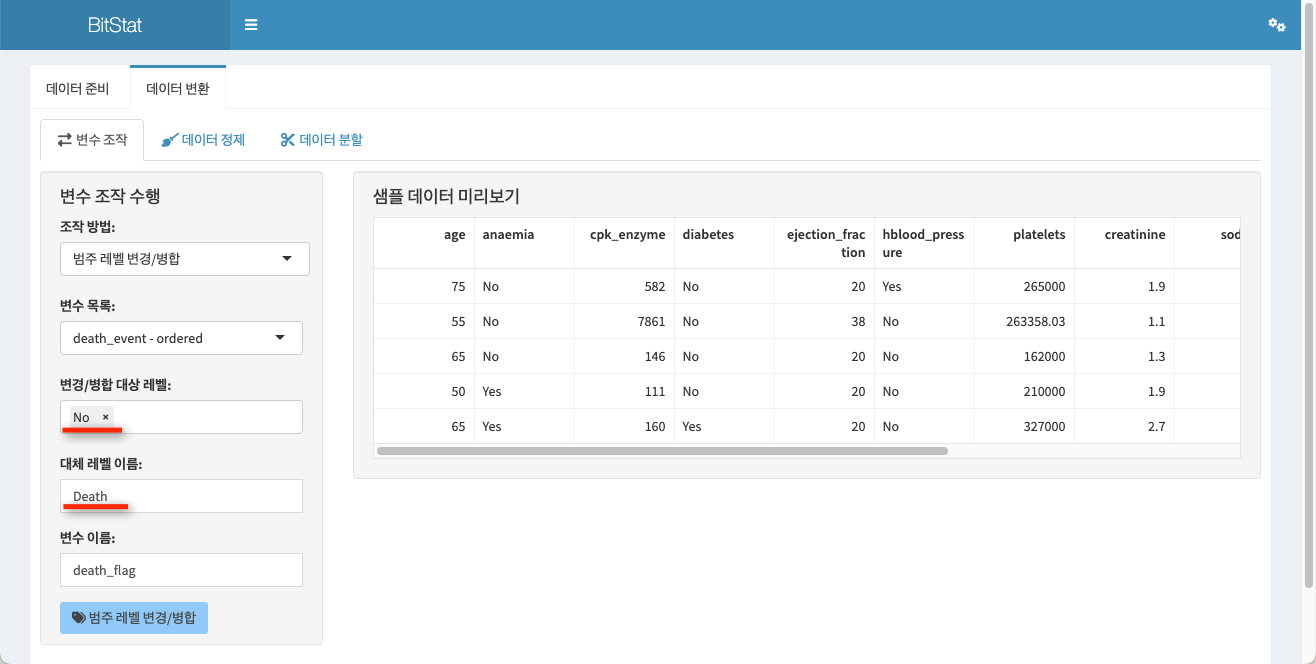 BitStat
데이터 준비 데이터 변환
변수 조작 데이터 정제 데이터 분할
변수 조작 수행
조작 방법:
범주 레벨 변경/병합
변수 목록:
death_event - ordered
변경/병합 대상 레벨:
No ×
대체 레벨 이름:
Death
변수 이름:
death_flag
범주 레벨 변경/병합
샘플 데이터 미리보기
age anaemia cpk_enzyme diabetes ejection_frac hblood_press platelets creatinine sod
tion ure
75 No 582 No 20 Yes 265000 1.9
55 No 7861 No 38 No 263358.03 1.1
65 No 146 No 20 No 162000 1.3
50 Yes 111 No 20 No 210000 1.9
65 Yes 160 Yes 20 No 327000 2.7